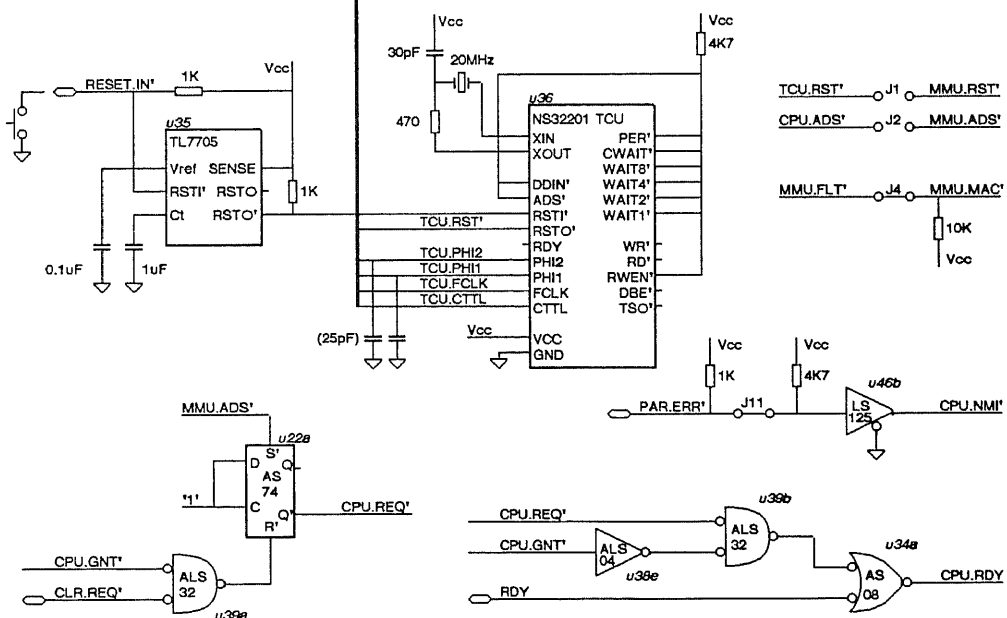 Vcc
Vcc
30pF
20MHz
4K7
RESET.IN'
1K
Vcc
u36
TCU.RST'
J1
MMU.RST'
CPU.ADS'
J2
MMU.ADS'
u35
470
NS32201 TCU
TL7705
XIN
PER'
XOUT
CWAIT'
WAIT8'
Vref
SENSE
DDIN'
WAIT4'
RSTI'
RSTO
1K
ADS'
WAIT2'
MMU.FLT'
J4
MMU.MAC'
Ct
RSTO'
RSTI'
WAIT1'
TCU.RST'
RSTO'
10K
RDY
WR'
TCU.PHI2
PHI2
RD'
Vcc
0.1uF
1uF
TCU.PHI1
PHI1
RWEN'
TCU.FCLK
FCLK
DBE'
TCU.CTTL
CTTL
TSO'
Vcc
VCC
(25pF)
GND
Vcc
Vcc
1K
4K7
u46b
PAR.ERR'
J11
LS
125
CPU.NMI'
MMU.ADS'
u22a
S'
D
Q
AS
74
'1'
C
Q'
CPU.REQ'
R'
u39b
CPU.REQ'
ALS
32
CPU.GNT'
ALS
04
u38e
u34a
CPU.GNT'
ALS
32
CLR.REQ'
u39a
AS
08
CPU.RDY
RDY